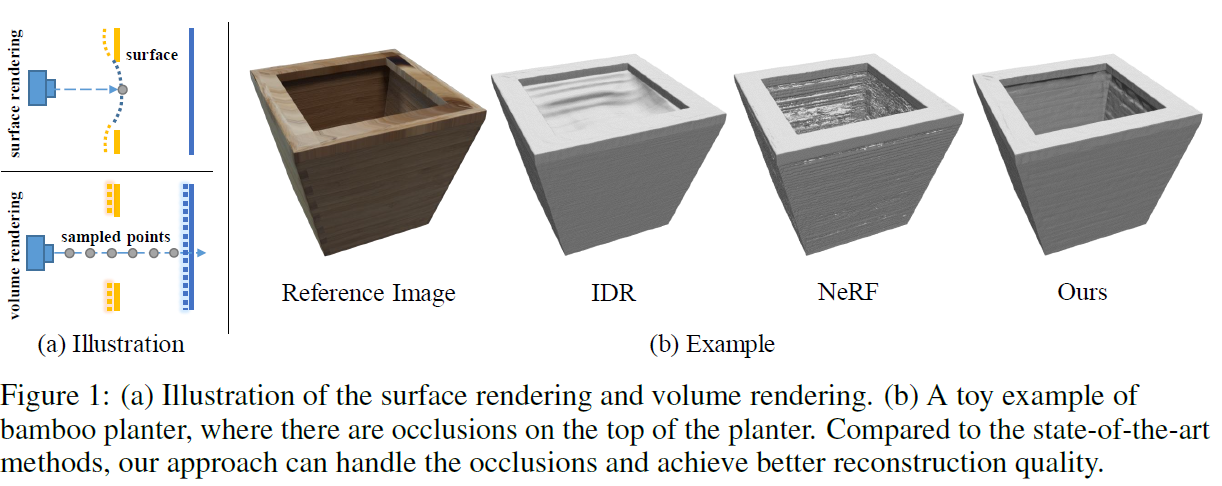 surface rendering
surface
volume rendering
sampled points
(a) Illustration
Reference Image
IDR
NeRF
Ours
(b) Example
Figure 1: (a) Illustration of the surface rendering and volume rendering. (b) A toy example of
bamboo planter, where there are occlusions on the top of the planter. Compared to the state-of-the-art
methods, our approach can handle the occlusions and achieve better reconstruction quality.